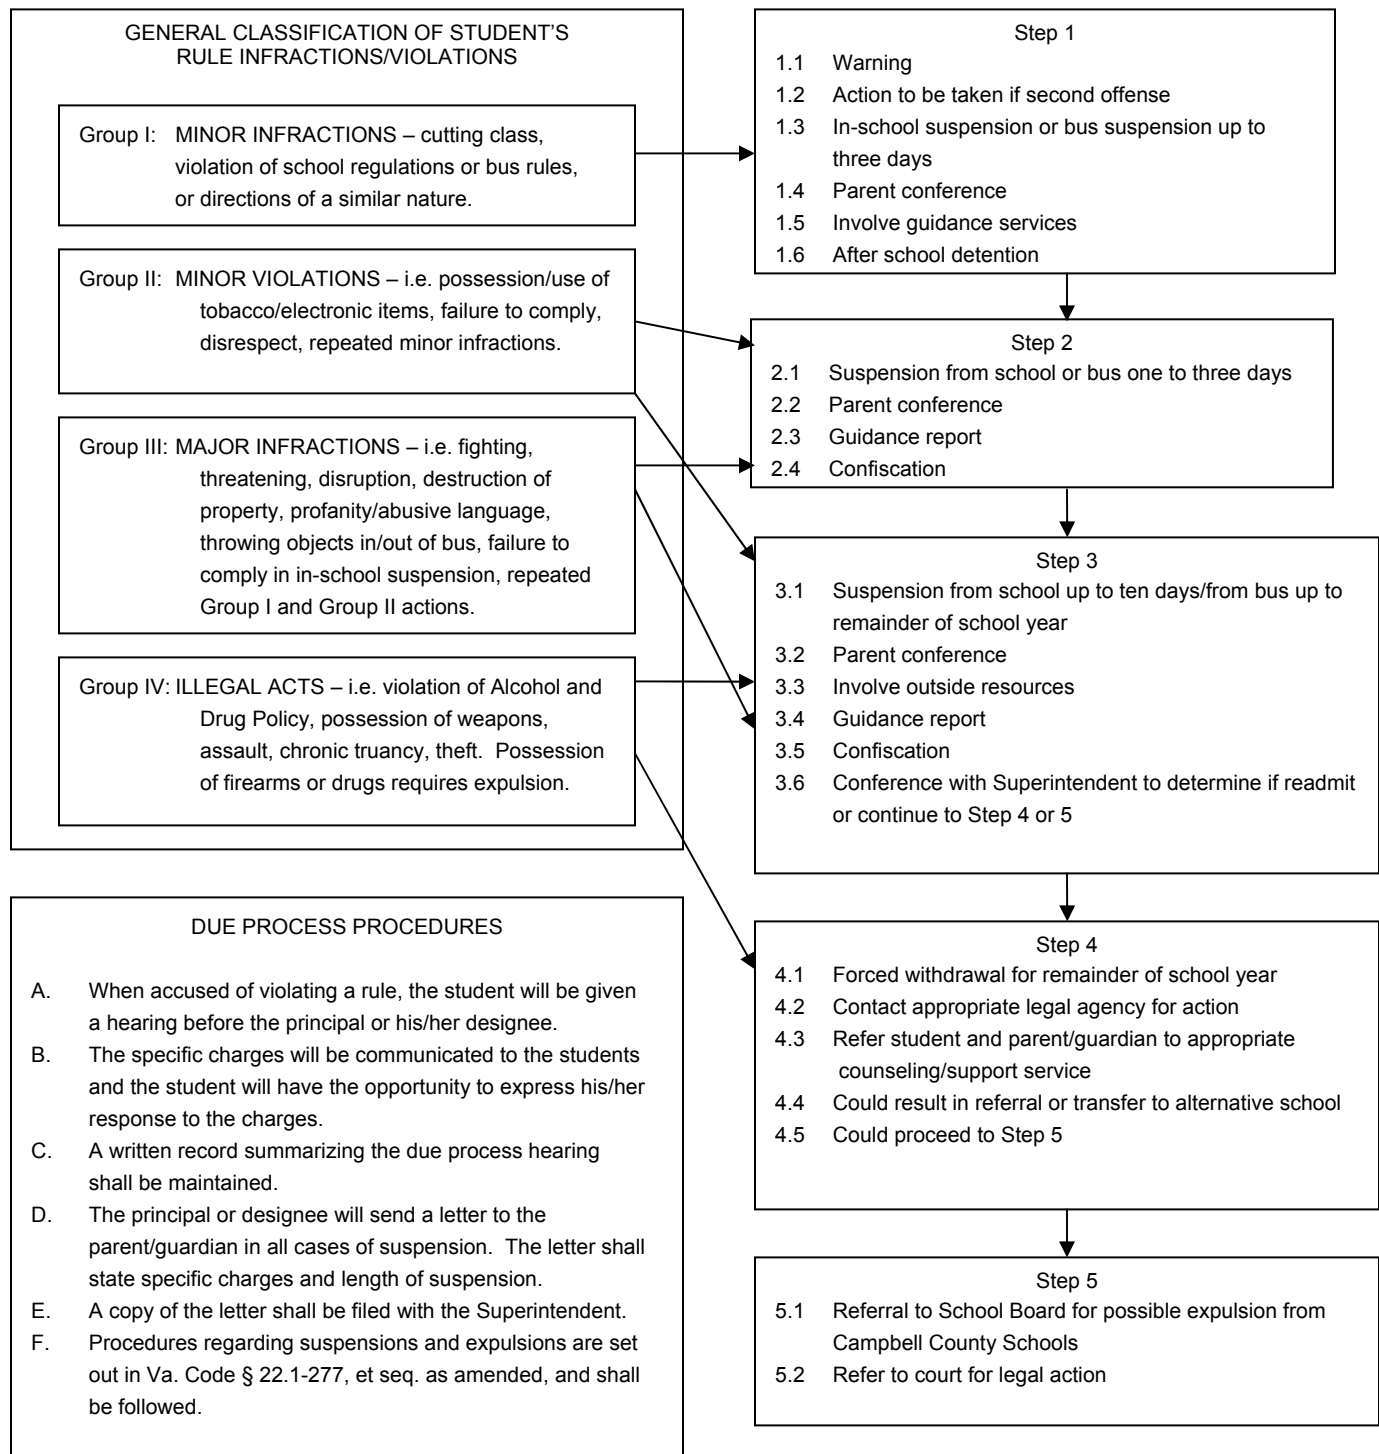 GENERAL CLASSIFICATION OF STUDENT'S
RULE INFRACTIONS/VIOLATIONS
Group I: MINOR INFRACTIONS – cutting class,
violation of school regulations or bus rules,
or directions of a similar nature.
Group II: MINOR VIOLATIONS – i.e. possession/use of
tobacco/electronic items, failure to comply,
disrespect, repeated minor infractions.
Group III: MAJOR INFRACTIONS – i.e. fighting,
threatening, disruption, destruction of
property, profanity/abusive language,
throwing objects in/out of bus, failure to
comply in in-school suspension, repeated
Group I and Group II actions.
Group IV: ILLEGAL ACTS – i.e. violation of Alcohol and
Drug Policy, possession of weapons,
assault, chronic truancy, theft. Possession
of firearms or drugs requires expulsion.
DUE PROCESS PROCEDURES
A. When accused of violating a rule, the student will be given
a hearing before the principal or his/her designee.
B. The specific charges will be communicated to the students
and the student will have the opportunity to express his/her
response to the charges.
C. A written record summarizing the due process hearing
shall be maintained.
D. The principal or designee will send a letter to the
parent/guardian in all cases of suspension. The letter shall
state specific charges and length of suspension.
E. A copy of the letter shall be filed with the Superintendent.
F. Procedures regarding suspensions and expulsions are set
out in Va. Code § 22.1-277, et seq. as amended, and shall
be followed.
Step 1
1.1 Warning
1.2 Action to be taken if second offense
1.3 In-school suspension or bus suspension up to
three days
1.4 Parent conference
1.5 Involve guidance services
1.6 After school detention
Step 2
2.1 Suspension from school or bus one to three days
2.2 Parent conference
2.3 Guidance report
2.4 Confiscation
Step 3
3.1 Suspension from school up to ten days/from bus up to
remainder of school year
3.2 Parent conference
3.3 Involve outside resources
3.4 Guidance report
3.5 Confiscation
3.6 Conference with Superintendent to determine if readmit
or continue to Step 4 or 5
Step 4
4.1 Forced withdrawal for remainder of school year
4.2 Contact appropriate legal agency for action
4.3 Refer student and parent/guardian to appropriate
counseling/support service
4.4 Could result in referral or transfer to alternative school
4.5 Could proceed to Step 5
Step 5
5.1 Referral to School Board for possible expulsion from
Campbell County Schools
5.2 Refer to court for legal action